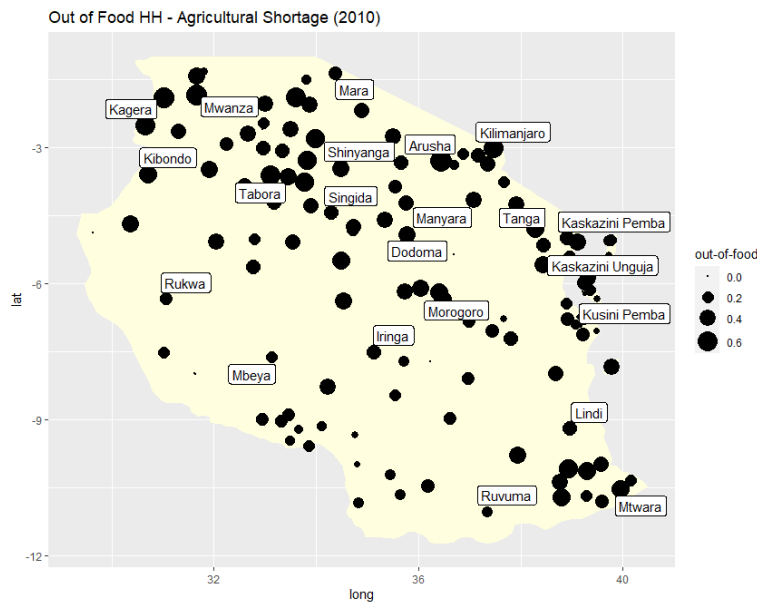 Out of Food HH - Agricultural Shortage (2010)
Mara
Kagera
Mwanza
Kilimanjaro
Arusha
-3
Shinyanga
Kibondo
Tabora
Singida
Manyara
Tanga
Kaskazini Pemba
Dodoma
Kaskazini Unguja
out-of-food
0.0
0.2
0.4
0.6
lat
-6
Rukwa
Morogoro
Kusini Pemba
Iringa
Mbeya
-9
Lindi
Ruvuma
Mtwara
-12
32
36
40
long